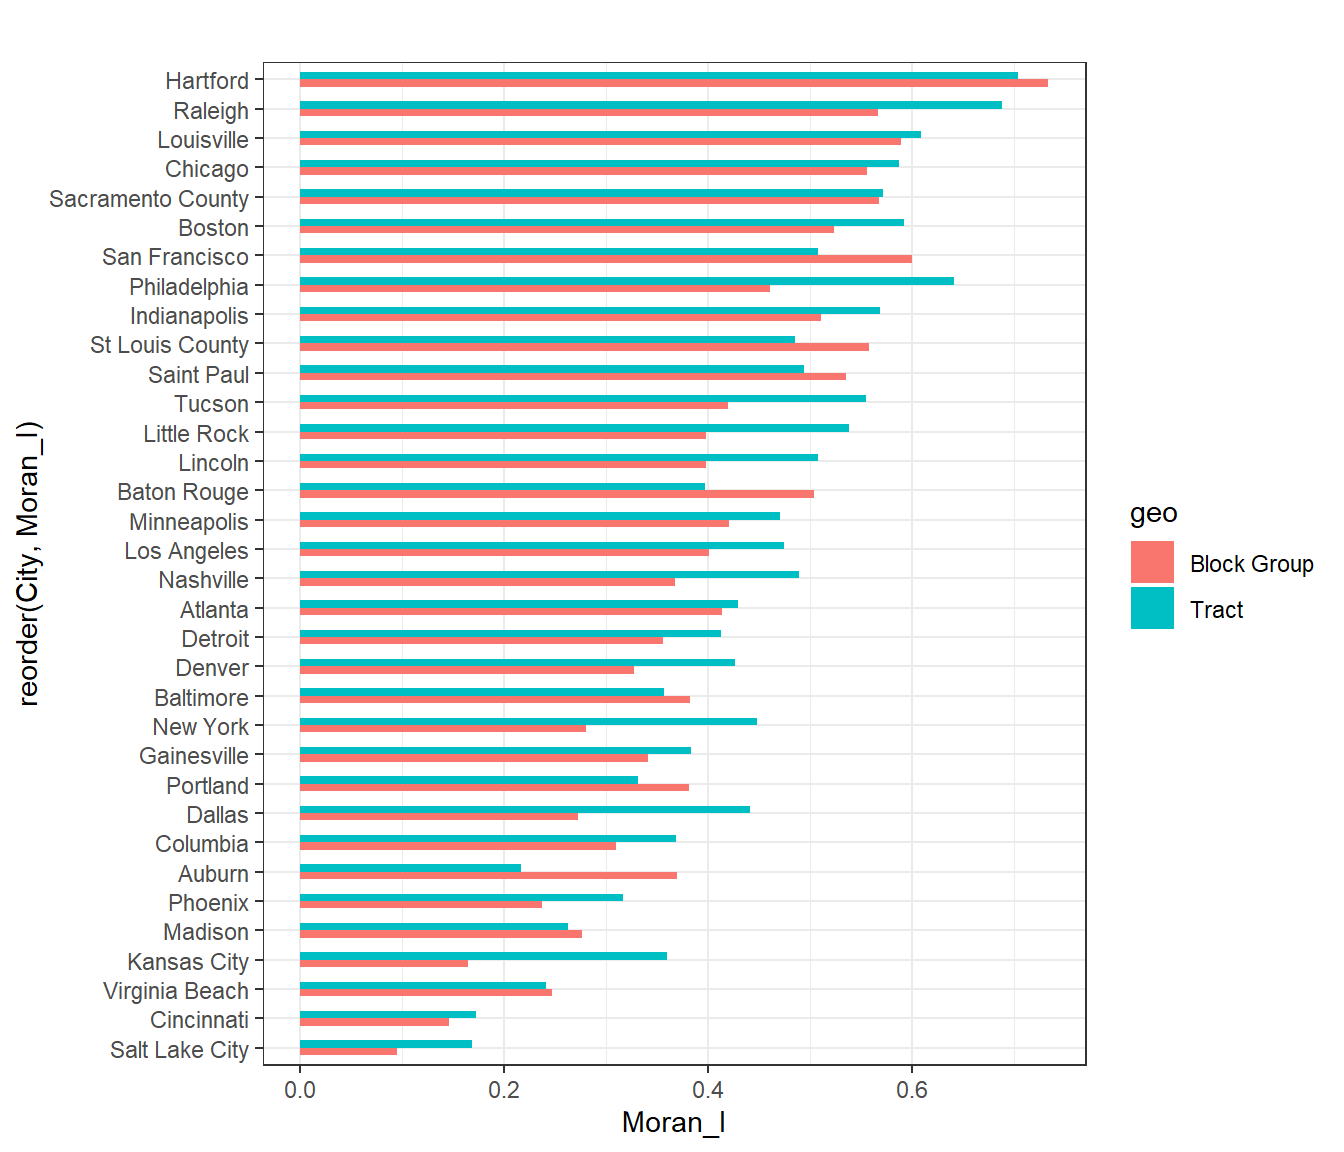 Hartford
Raleigh
Louisville
Chicago
Sacramento County
Boston
San Francisco
Philadelphia
Indianapolis
St Louis County
Saint Paul
Tucson
Little Rock
Lincoln
Baton Rouge
Minneapolis
Los Angeles
Nashville
Atlanta
Detroit
Denver
Baltimore
New York
Gainesville
Portland
Dallas
Columbia
Auburn
Phoenix
Madison
Kansas City
Virginia Beach
Cincinnati
Salt Lake City
reorder(City, Moran_I)
0.0 0.2 0.4 0.6
Moran_I
geo
Block Group
Tract